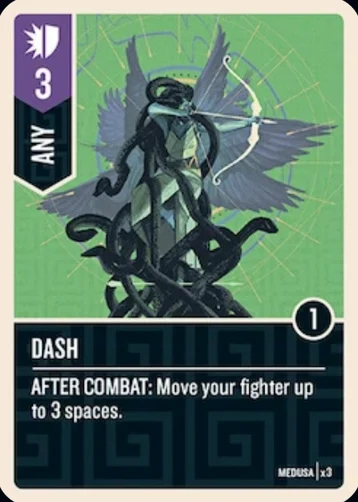 3
ANY
1
DASH
AFTER COMBAT: Move your fighter up
to 3 spaces.
MEDUSA | x3